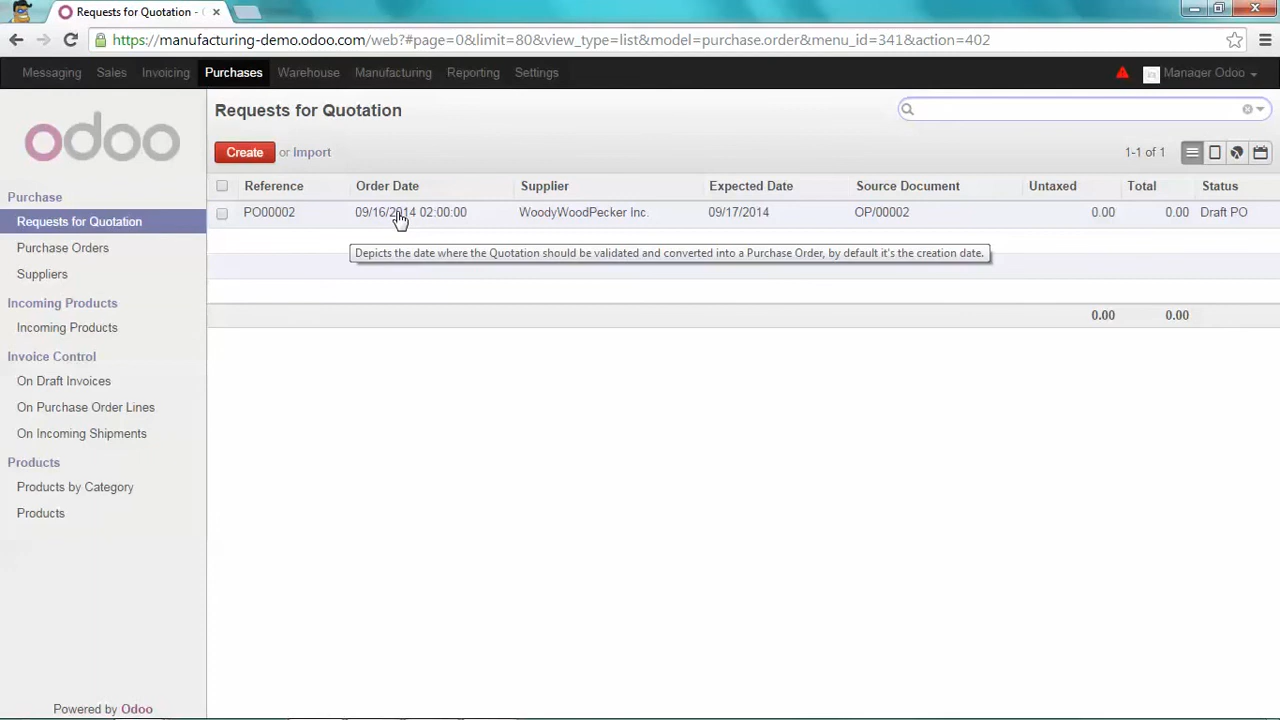 Requests for Quotation -
https://manufacturing-demo.odoo.com/web?#page=0&limit=80&view_type=list&model=purchase.order&menu_id=341&action=402
Messaging Sales Invoicing Purchases Warehouse Manufacturing Reporting Settings Manager Odoo
odoo
Requests for Quotation
Create or Import 1-1 of 1
Reference Order Date Supplier Expected Date Source Document Untaxed Total Status
PO00002 09/16/2014 02:00:00 WoodyWoodPecker Inc. 09/17/2014 OP/00002 0.00 0.00 Draft PO
Depicts the date where the Quotation should be validated and converted into a Purchase Order, by default it's the creation date.
0.00 0.00
Purchase
Requests for Quotation
Purchase Orders
Suppliers
Incoming Products
Incoming Products
Invoice Control
On Draft Invoices
On Purchase Order Lines
On Incoming Shipments
Products
Products by Category
Products
Powered by Odoo